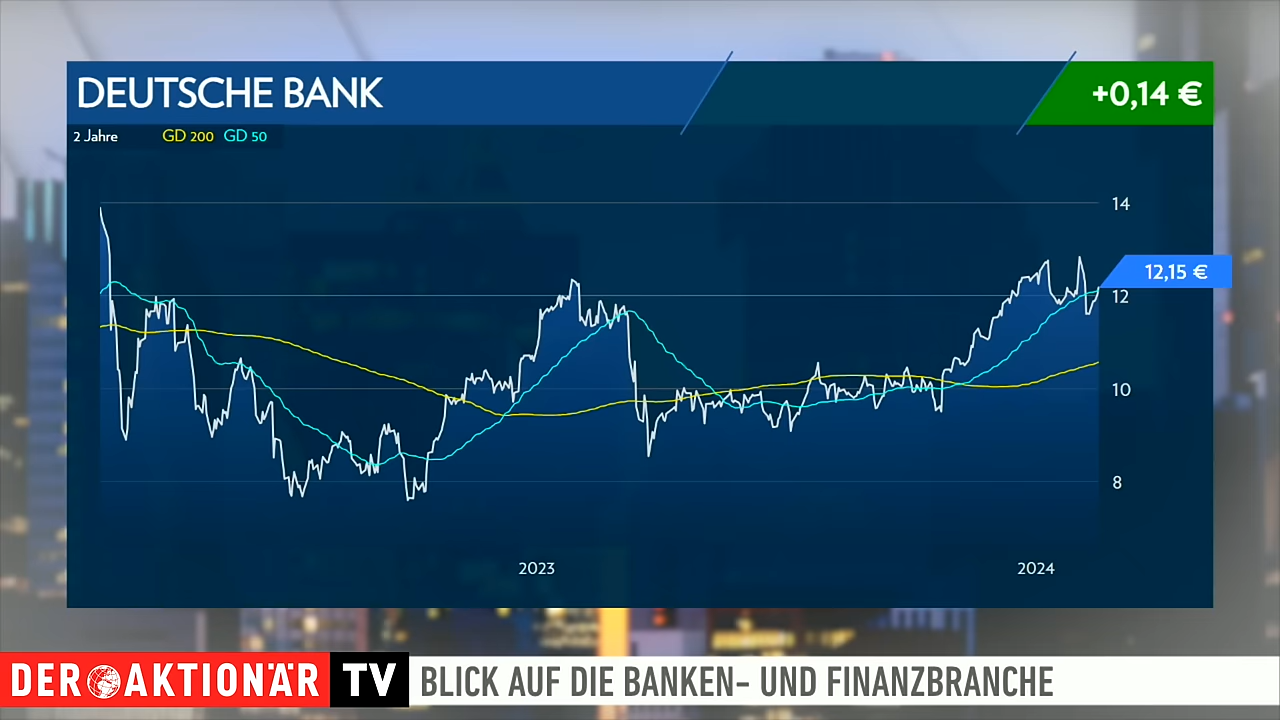 DEUTSCHE BANK
+0,14 €
2 Jahre GD 200 GD 50
14
12,15 €
12
10
8
2023 2024
DER AKTIONÄR TV BLICK AUF DIE BANKEN- UND FINANZBRANCHE